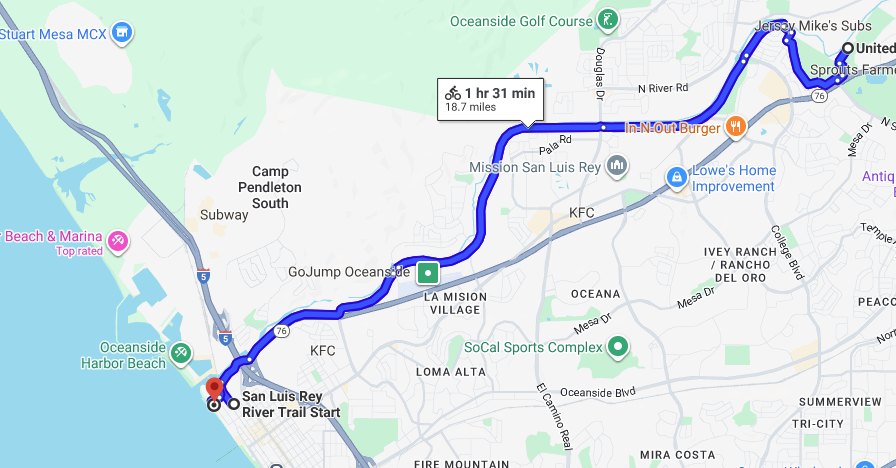 Oceanside Golf Course
Jersey Mike's Subs
Stuart Mesa MCX
United
Sprouts Farme
N River Rd
Douglas Dr
76
1 hr 31 min
18.7 miles
In-N-Out Burger
Pala Rd
Mesa Dr
N S
Mission San Luis Rey
Lowe's Home
Improvement
Antiq
Camp
Pendleton
South
Subway
KFC
College Blvd
Temple
Beach & Marina
Top rated
5
GoJump Oceanside
IVEY RANCH
/ RANCHO
DEL ORO
LA MISION
VILLAGE
OCEANA
Mesa Dr
PEACO
76
5
KFC
Mesa Dr
SoCal Sports Complex
Oceanside
Harbor Beach
LOMA ALTA
El Camino Real
Oceanside Blvd
San Luis Rey
River Trail Start
SUMMERVIEW
TRI-CITY
MIRA COSTA
FIRE MOUNTAIN